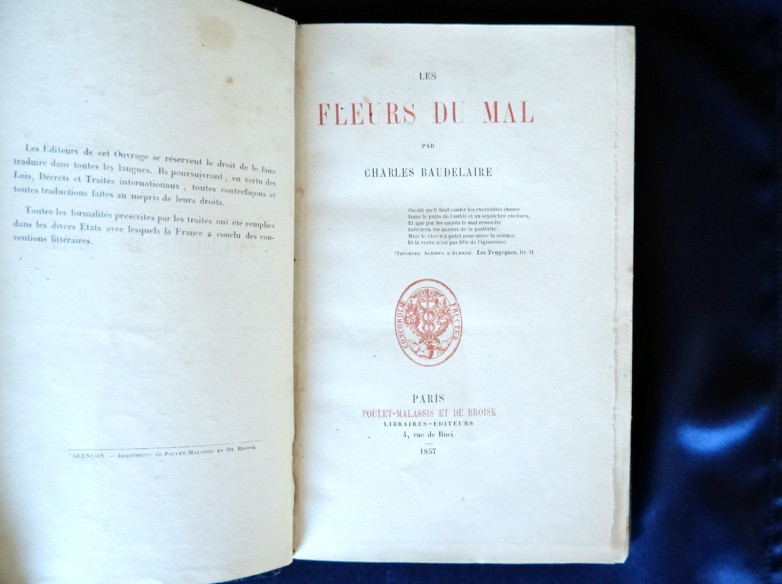 Les Editeurs de cet Ouvrage se réservent le droit de le faire
traduire dans toutes les langues. Ils poursuivront, en vertu des
Lois, Décrets et Traités internationaux, toutes contrefaçons et
toutes traductions faites au mépris de leurs droits.
Toutes les formalités prescrites par les traités ont été remplies
dans les divers Etats avec lesquels la France a conclu des con-
ventions littéraires.
ALENÇON. — Imprimerie de POULET-MALASSIS ET DE BROISE.
LES
FLEURS DU MAL
PAR
CHARLES BAUDELAIRE
On dit qu'il faut couler les execrables choses
Dans le puits de l'oubli et au sepulchre encloses,
Et que par les escrits le mal resuscité
Infectera les mœurs de la postérité;
Mais le vice n'a point pour mère la science,
Et la vertu n'est pas fille de l'ignorance.
(THÉODORE AGRIPPA D'AUBIGNÉ, Les Tragiques, liv. II
CONCORDIÆ FRUCTUS
PARIS
POULET-MALASSIS ET DE BROISE
LIBRAIRES-ÉDITEURS
4, rue de Buci
1857